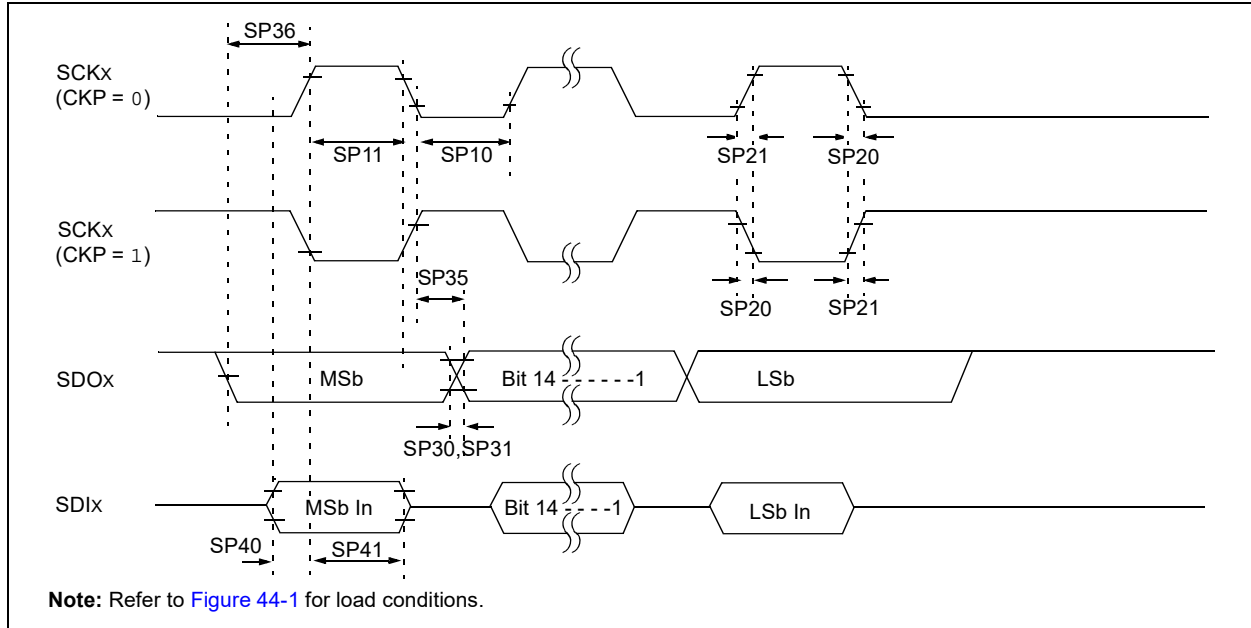 SP36
SCKx
(CKP = 0)
SP11
SP10
SP21
SP20
SCKx
(CKP = 1)
SP35
SP20
SP21
SDOx
MSb
Bit 14 - - - - - -1
LSb
SP30,SP31
SDIx
MSb In
Bit 14 - - - -1
LSb In
SP40
SP41
Note: Refer to Figure 44-1 for load conditions.